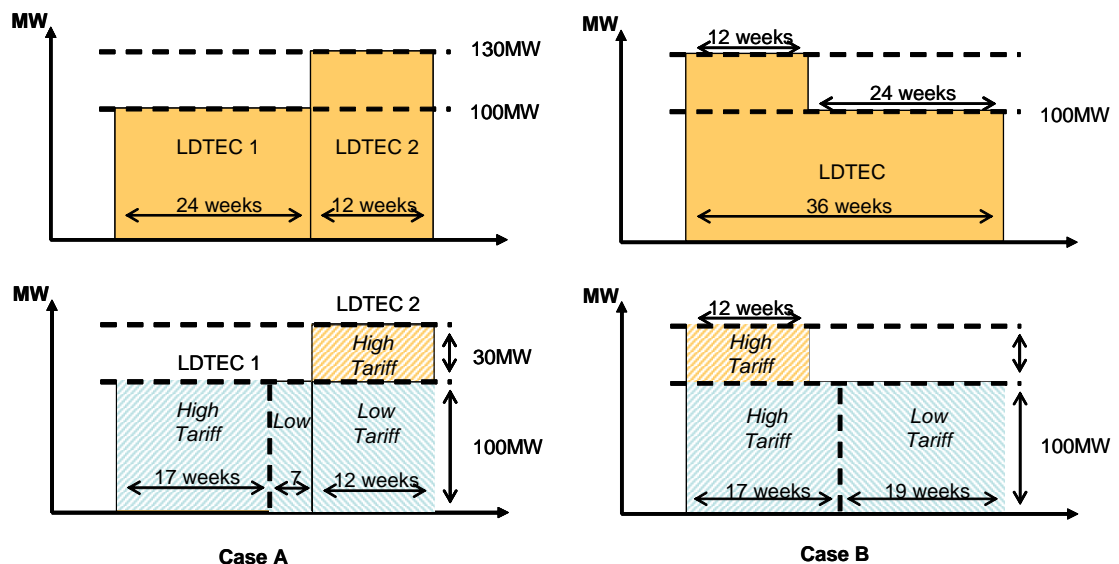 MW
130MW
100MW
LDTEC 1
LDTEC 2
24 weeks
12 weeks
MW
12 weeks
24 weeks
100MW
LDTEC
36 weeks
MW
LDTEC 2
High
Tariff
30MW
LDTEC 1
High
Tariff
Low
Low
Tariff
100MW
17 weeks
7
12 weeks
Case A
MW
12 weeks
High
Tariff
High
Tariff
Low
Tariff
100MW
17 weeks
19 weeks
Case B